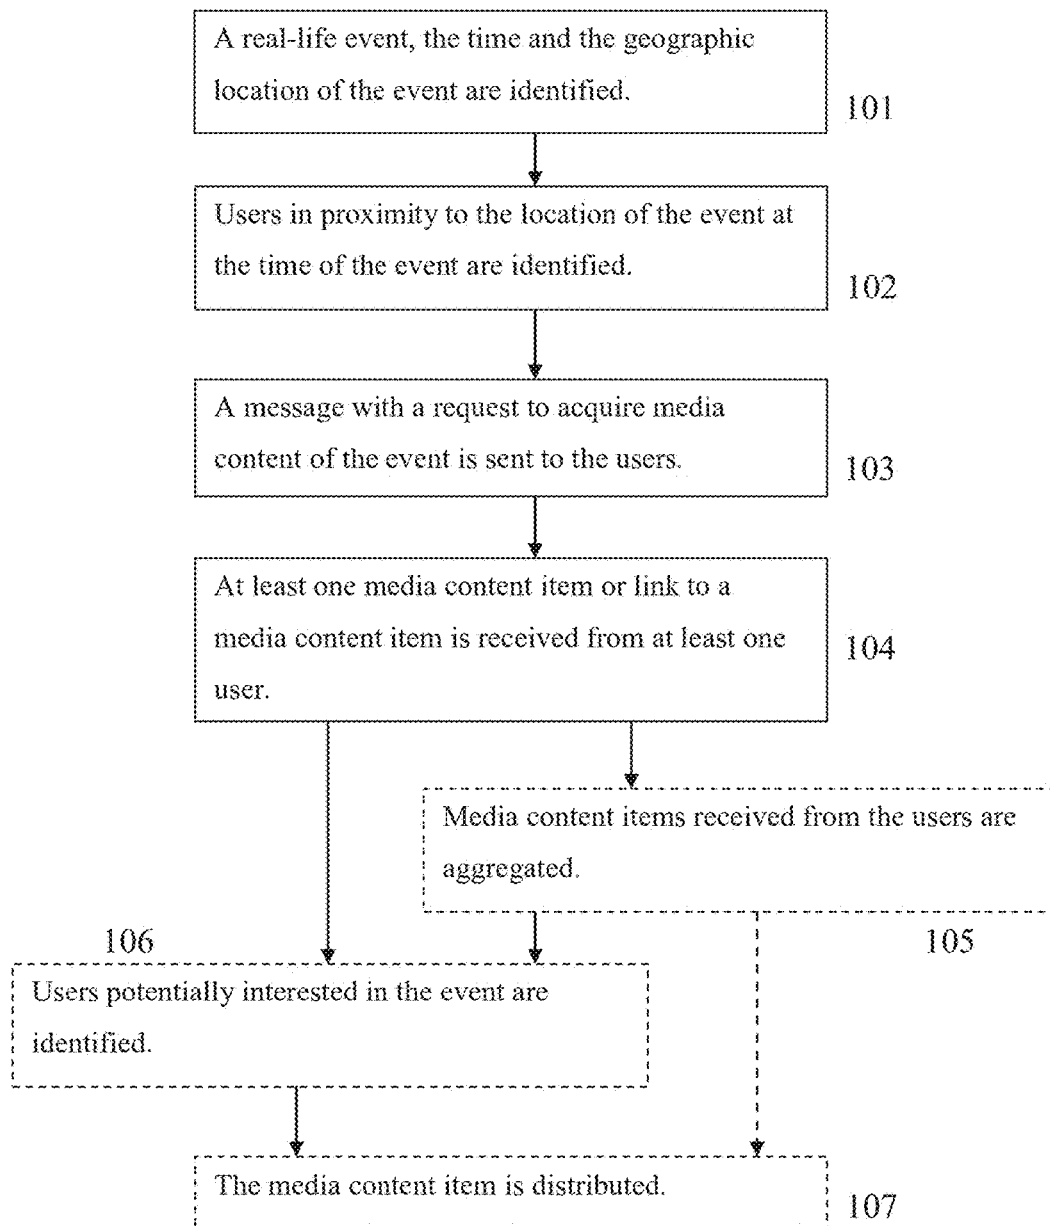 A real-life event, the time and the geographic
location of the event are identified.
101
Users in proximity to the location of the event at
the time of the event are identified.
102
A message with a request to acquire media
content of the event is sent to the users.
103
At least one media content item or link to a
media content item is received from at least one
user.
104
Media content items received from the users are
aggregated.
105
106
Users potentially interested in the event are
identified.
The media content item is distributed.
107